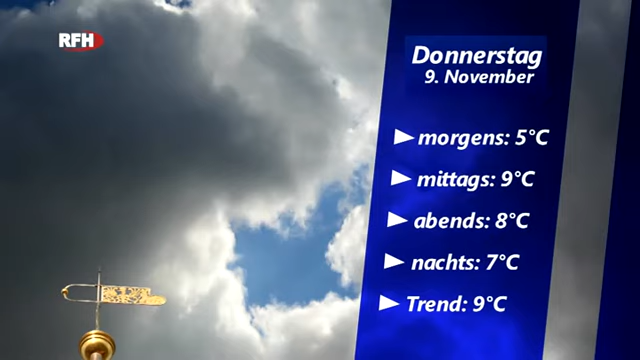 RFH
Donnerstag
9. November
morgens: 5°C
mittags: 9°C
abends: 8°C
nachts: 7°C
Trend: 9°C